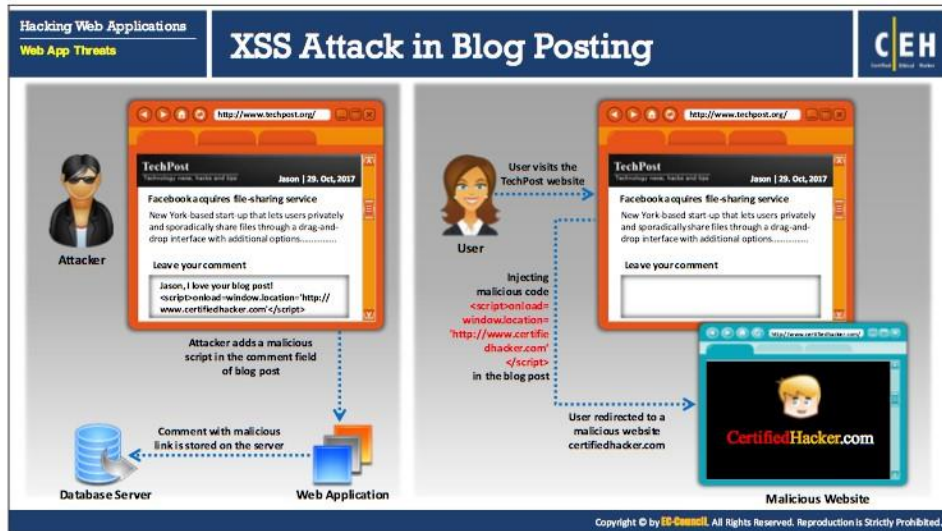 Hacking Web Applications
Web App Threats
XSS Attack in Blog Posting
CEH
Certified Ethical Hacker
http://www.techpost.org/
TechPost
Technology news, hacks and tips
Jason | 29. Oct, 2017
Facebook acquires file-sharing service
New York-based start-up that lets users privately
and sporadically share files through a drag-and-
drop interface with additional options..............
Leave your comment
Jason, I love your blog post!
<script>onload=window.location='http://
www.certifiedhacker.com'</script>
Attacker
Attacker adds a malicious
script in the comment field
of blog post
Comment with malicious
link is stored on the server
Database Server
Web Application
User visits the
TechPost website
User
http://www.techpost.org/
TechPost
Technology news, hacks and tips
Jason | 29. Oct, 2017
Facebook acquires file-sharing service
New York-based start-up that lets users privately
and sporadically share files through a drag-and-
drop interface with additional options..............
Leave your comment
Injecting
malicious code
<script>onload=
window.location=
'http://www.certifie
dhacker.com'
</script>
in the blog post
User redirected to a
malicious website
certifiedhacker.com
http://www.certifiedhacker.com/
CertifiedHacker.com
Malicious Website
Copyright © by EC-Council. All Rights Reserved. Reproduction is Strictly Prohibited.